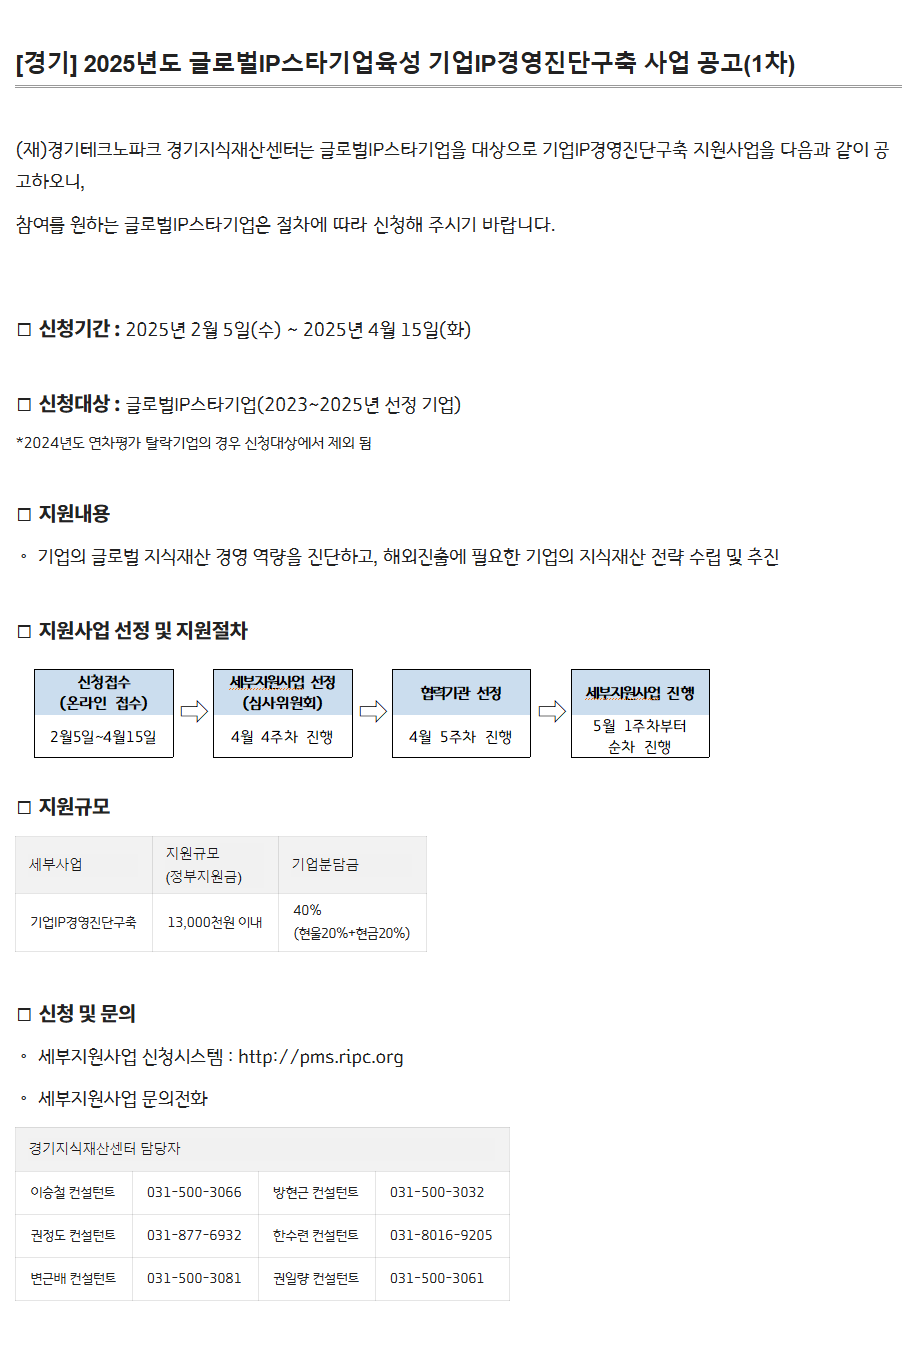 [경기] 2025년도 글로벌IP스타기업육성 기업IP경영진단구축 사업 공고(1차)
(재)경기테크노파크 경기지식재산센터는 글로벌IP스타기업을 대상으로 기업IP경영진단구축 지원사업을 다음과 같이 공
고하오니,
참여를 원하는 글로벌IP스타기업은 절차에 따라 신청해 주시기 바랍니다.
□ 신청기간 : 2025년 2월 5일(수) ~ 2025년 4월 15일(화)
□ 신청대상 : 글로벌IP스타기업(2023~2025년 선정 기업)
*2024년도 연차평가 탈락기업의 경우 신청대상에서 제외 됨
□ 지원내용
◦ 기업의 글로벌 지식재산 경영 역량을 진단하고, 해외진출에 필요한 기업의 지식재산 전략 수립 및 추진
□ 지원사업 선정 및 지원절차
신청접수
(온라인 접수)
2월5일~4월15일
세부지원사업 선정
(심사위원회)
4월 4주차 진행
협력기관 선정
4월 5주차 진행
세부지원사업 진행
5월 1주차부터
순차 진행
□ 지원규모
세부사업
지원규모
(정부지원금)
기업분담금
기업IP경영진단구축
13,000천원 이내
40%
(현물20%+현금20%)
□ 신청 및 문의
◦ 세부지원사업 신청시스템 : http://pms.ripc.org
◦ 세부지원사업 문의전화
경기지식재산센터 담당자
이승철 컨설턴트 031-500-3066 방현근 컨설턴트 031-500-3032
권정도 컨설턴트 031-877-6932 한수련 컨설턴트 031-8016-9205
변근배 컨설턴트 031-500-3081 권일량 컨설턴트 031-500-3061